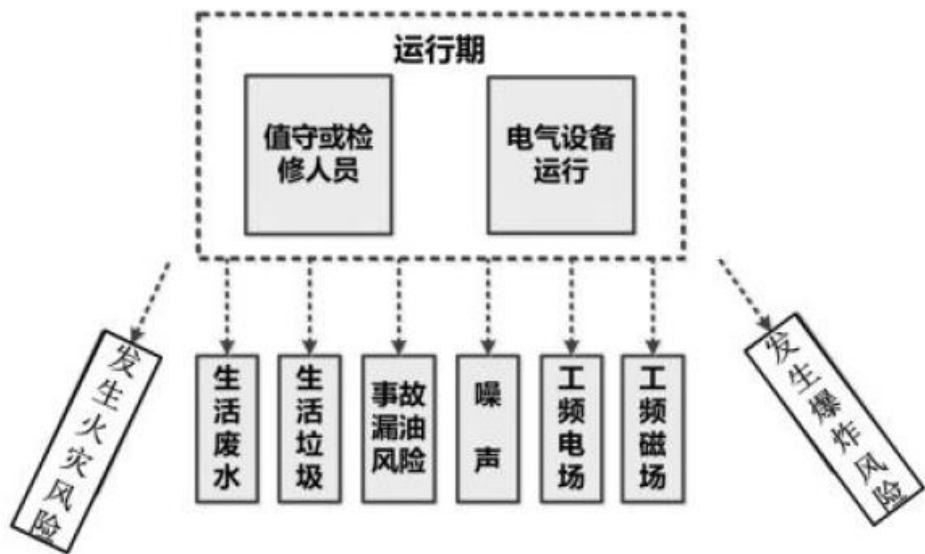 运行期
值守或检
修人员
电气设备
运行
发生火灾风险
生活废水
生活垃圾
事故
漏油
风险
噪声
工频电场
工频磁场
发生爆炸风险